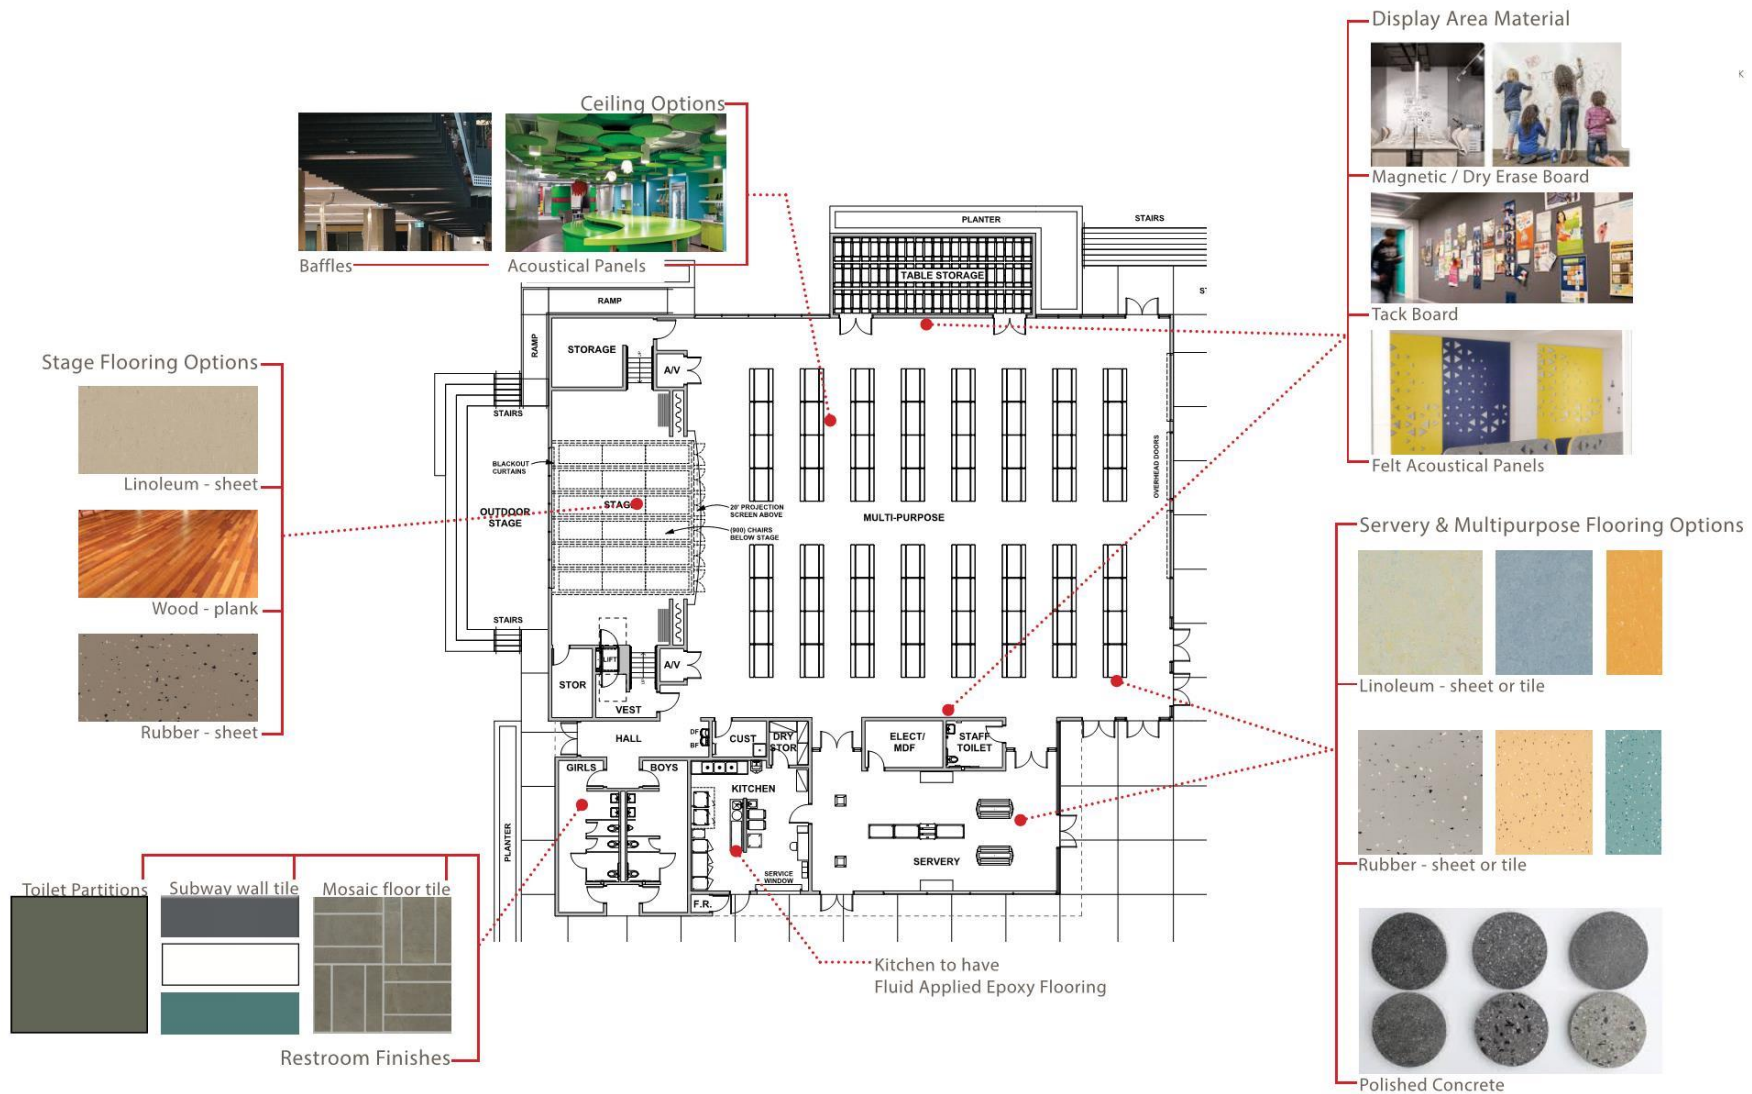 Display Area Material
K
Ceiling Options
Magnetic / Dry Erase Board
PLANTER
STAIRS
Baffles
Acoustical Panels
TABLE STORAGE
RAMP
ST
Tack Board
RAMP
STORAGE
A/V
Stage Flooring Options
STAIRS
BLACKOUT
CURTAINS
OVERHEAD DOORS
Felt Acoustical Panels
Linoleum - sheet
OUTDOOR
STAGE
STAGE
20' PROJECTION
SCREEN ABOVE
(900) CHAIRS
BELOW STAGE
MULTI-PURPOSE
Servery & Multipurpose Flooring Options
Wood - plank
STAIRS
LIFT
A/V
STOR
VEST
Linoleum - sheet or tile
Rubber - sheet
HALL
DF
BF
CUST
DRY
STOR
ELECT/
MDF
STAFF
TOILET
GIRLS
BOYS
KITCHEN
PLANTER
SERVERY
Rubber - sheet or tile
SERVICE
WINDOW
Toilet Partitions
Subway wall tile
Mosaic floor tile
F.R.
Kitchen to have
Fluid Applied Epoxy Flooring
Restroom Finishes
Polished Concrete